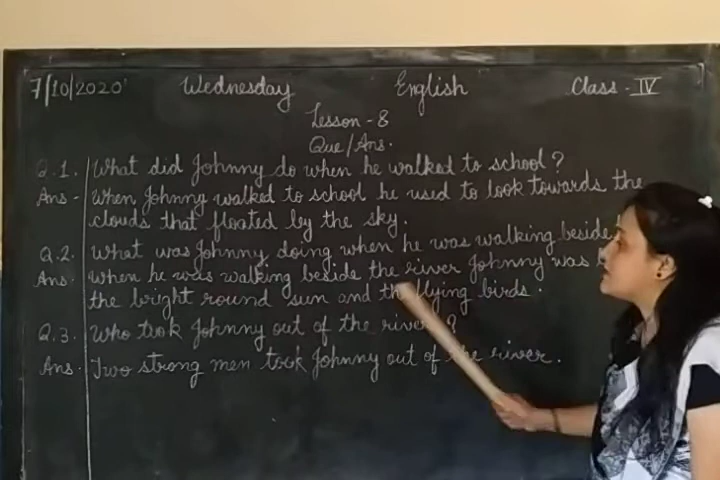 7/10/2020 Wednesday English Class - IV
Lesson - 8
Que/Ans.
Q.1. What did Johnny do when he walked to school?
Ans - When Johnny walked to school he used to look towards the
clouds that floated by the sky.
Q.2. What was Johnny doing when he was walking beside
Ans. When he was walking beside the river Johnny was
the bright round sun and the flying birds.
Q.3. Who took Johnny out of the river?
Ans. Two strong men took Johnny out of the river.